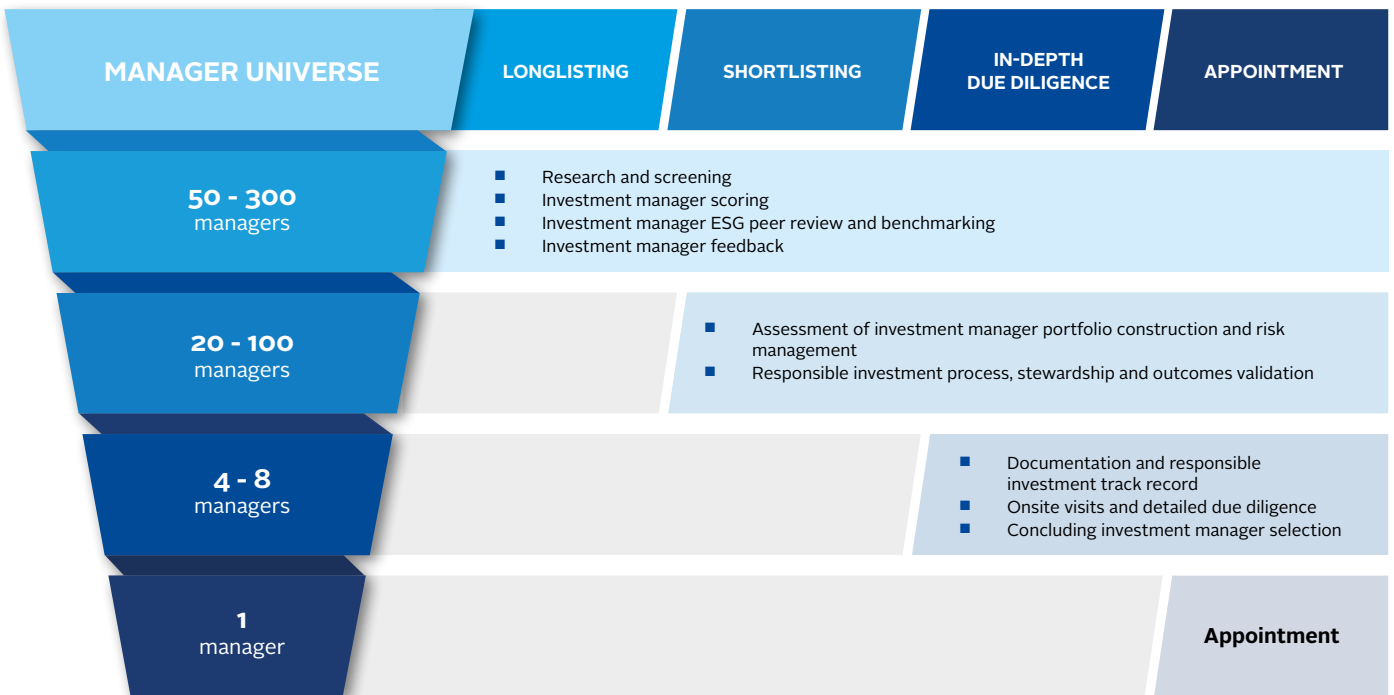 MANAGER UNIVERSE
LONGLISTING
SHORTLISTING
IN-DEPTH
DUE DILIGENCE
APPOINTMENT
50 - 300
managers
Research and screening
Investment manager scoring
Investment manager ESG peer review and benchmarking
Investment manager feedback
20 - 100
managers
Assessment of investment manager portfolio construction and risk
management
Responsible investment process, stewardship and outcomes validation
4 - 8
managers
Documentation and responsible
investment track record
Onsite visits and detailed due diligence
Concluding investment manager selection
1
manager
Appointment